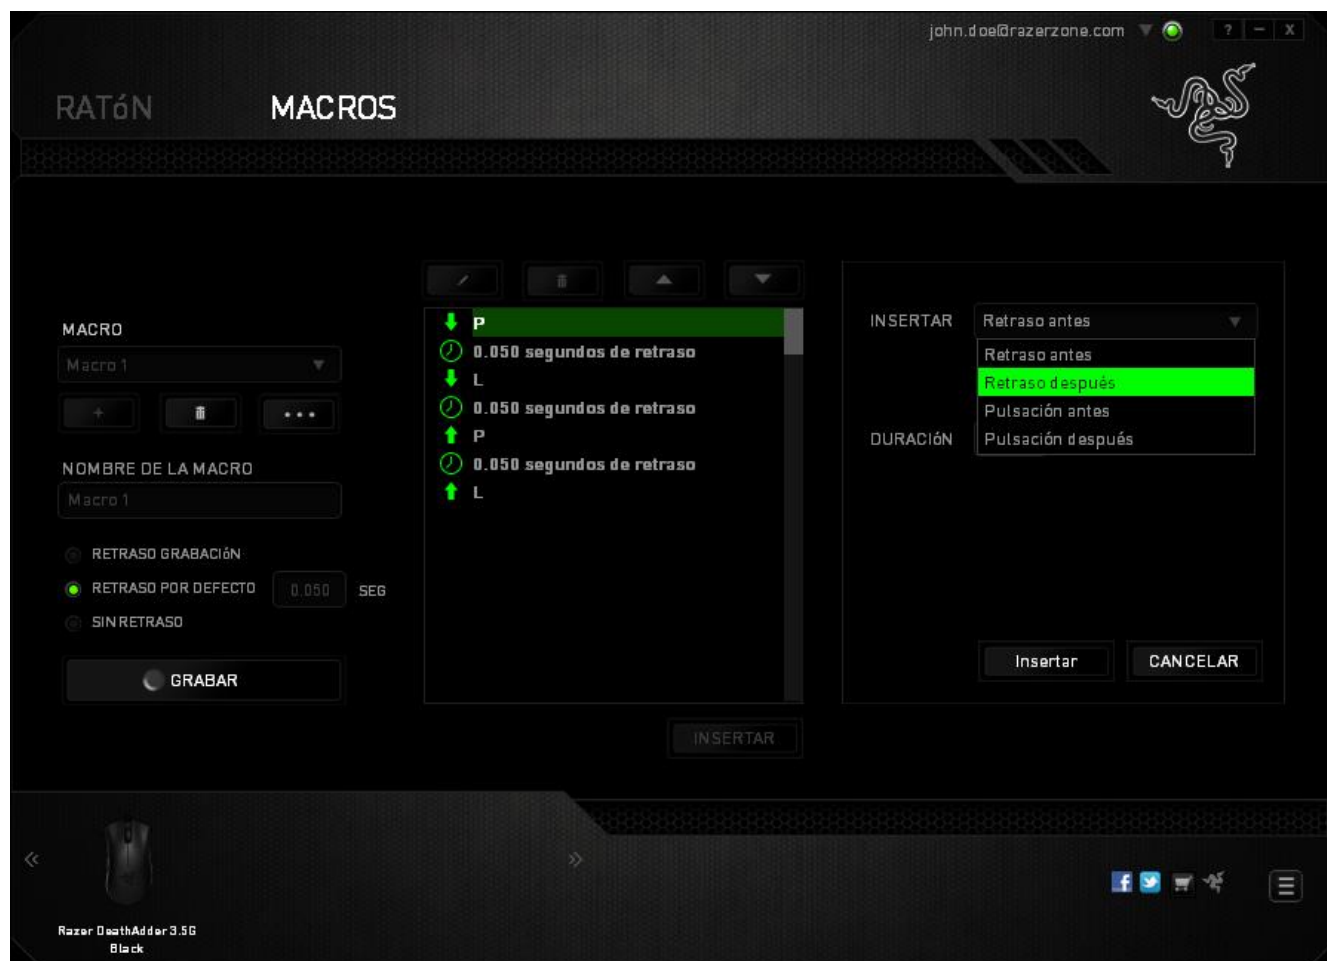 john.doe@razerzone.com
? – X
RATóN
MACROS
MACRO
Macro 1
+
...
NOMBRE DE LA MACRO
Macro 1
RETRASO GRABACIóN
RETRASO POR DEFECTO 0.050 SEG
SIN RETRASO
GRABAR
P
0.050 segundos de retraso
L
0.050 segundos de retraso
P
0.050 segundos de retraso
L
INSERTAR
INSERTAR Retraso antes
Retraso antes
Retraso después
Pulsación antes
Pulsación después
DURACIóN
Insertar
CANCELAR
«
»
Razer DeathAdder 3.5G
Black
f